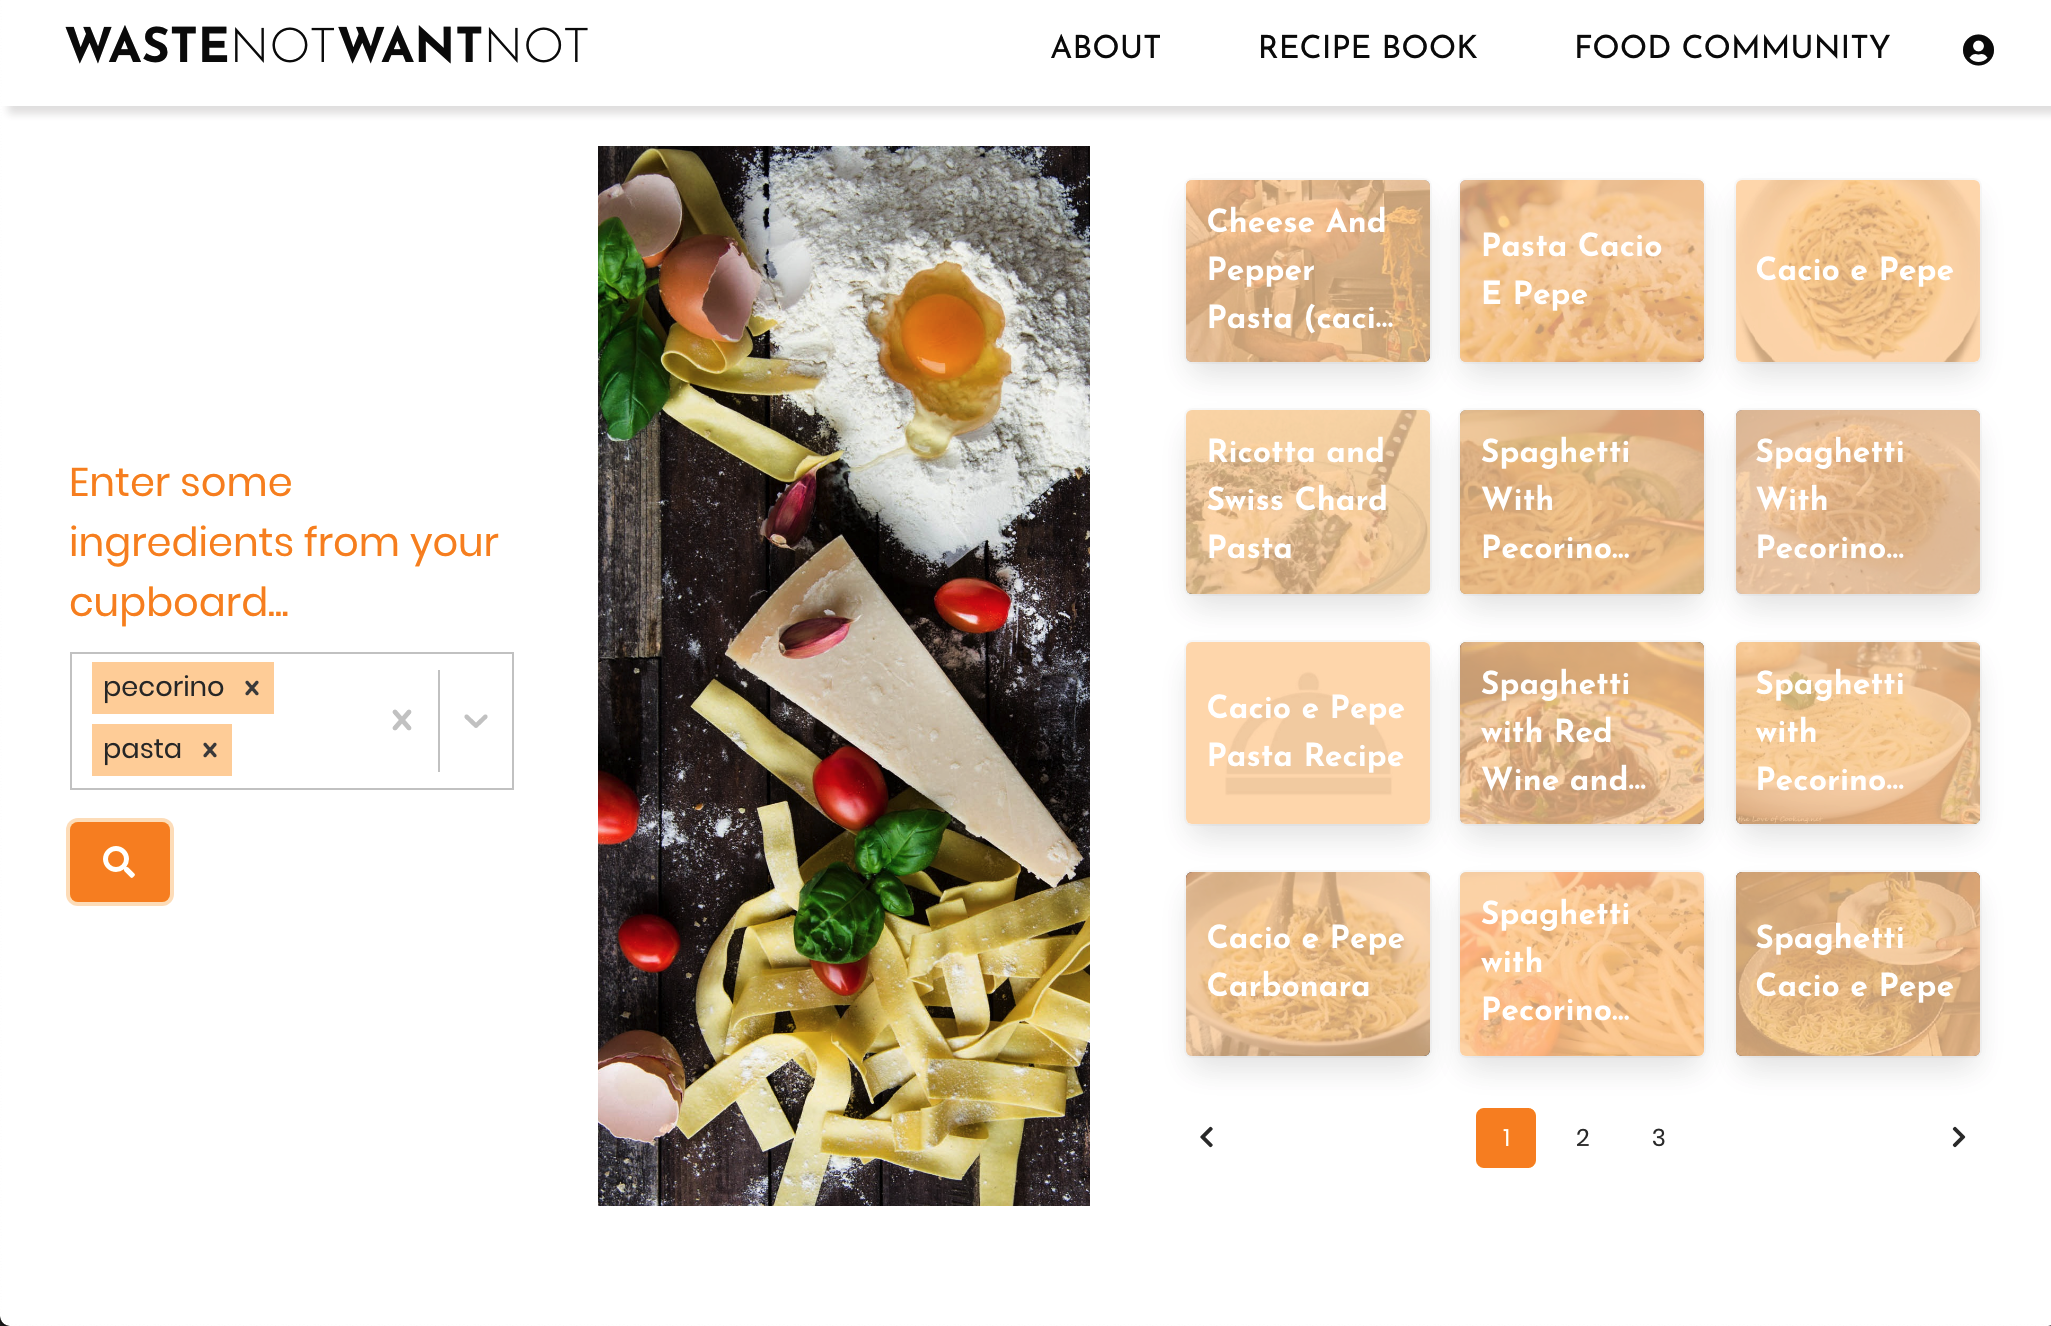 WASTENOTWANTNOT
ABOUT
RECIPE BOOK
FOOD COMMUNITY
Enter some
ingredients from your
cupboard...
pecorino
pasta
Cheese And
Pepper
Pasta (caci...
Pasta Cacio
E Pepe
Cacio e Pepe
Ricotta and
Swiss Chard
Pasta
Spaghetti
With
Pecorino...
Spaghetti
With
Pecorino...
Cacio e Pepe
Pasta Recipe
Spaghetti
with Red
Wine and...
Spaghetti
with
Pecorino...
Cacio e Pepe
Carbonara
Spaghetti
with
Pecorino...
Spaghetti
Cacio e Pepe
1
2
3